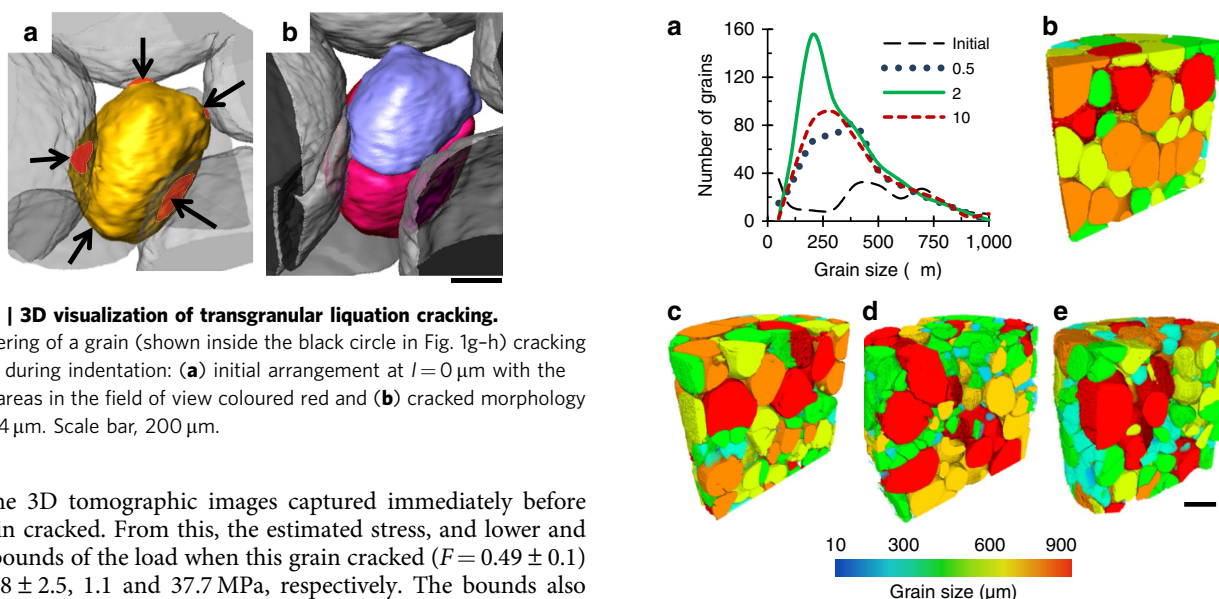 a
b
| 3D visualization of transgranular liquation cracking.
ering of a grain (shown inside the black circle in Fig. 1g–h) cracking
during indentation: (a) initial arrangement at l = 0 μm with the
areas in the field of view coloured red and (b) cracked morphology
4 μm. Scale bar, 200 μm.
ne 3D tomographic images captured immediately before
in cracked. From this, the estimated stress, and lower and
bounds of the load when this grain cracked (F = 0.49 ± 0.1)
8 ± 2.5, 1.1 and 37.7 MPa, respectively. The bounds also
a
Number of grains
160
120
80
40
0
0
250
500
750
1,000
Grain size ( m)
Initial
0.5
2
10
b
c
d
e
10
300
600
900
Grain size (μm)